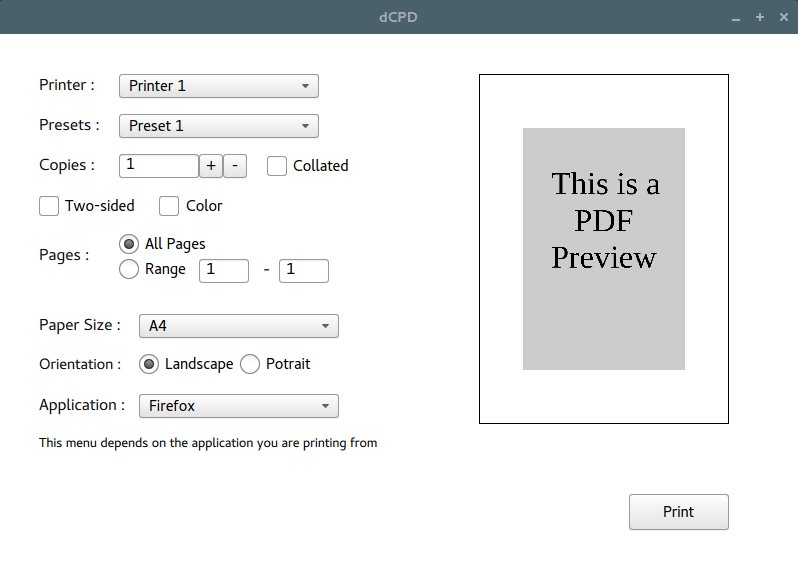 dCPD
Printer : Printer 1
Presets : Preset 1
Copies : 1 + - Collated
Two-sided Color
Pages : All Pages
Range 1 - 1
Paper Size : A4
Orientation : Landscape Potrait
Application : Firefox
This menu depends on the application you are printing from
This is a
PDF
Preview
Print